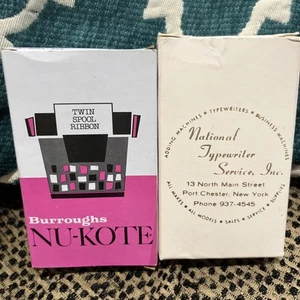 TWIN
SPOOL
RIBBON
Burroughs
NU-KOTE
ADDING MACHINES • TYPEWRITERS • BUSINESS MACHINES
National
Typewriter
Service, Inc.
13 North Main Street
Port Chester, New York
Phone 937-4545
ALL MAKES • ALL MODELS • SALES • SERVICE • SUPPLIES